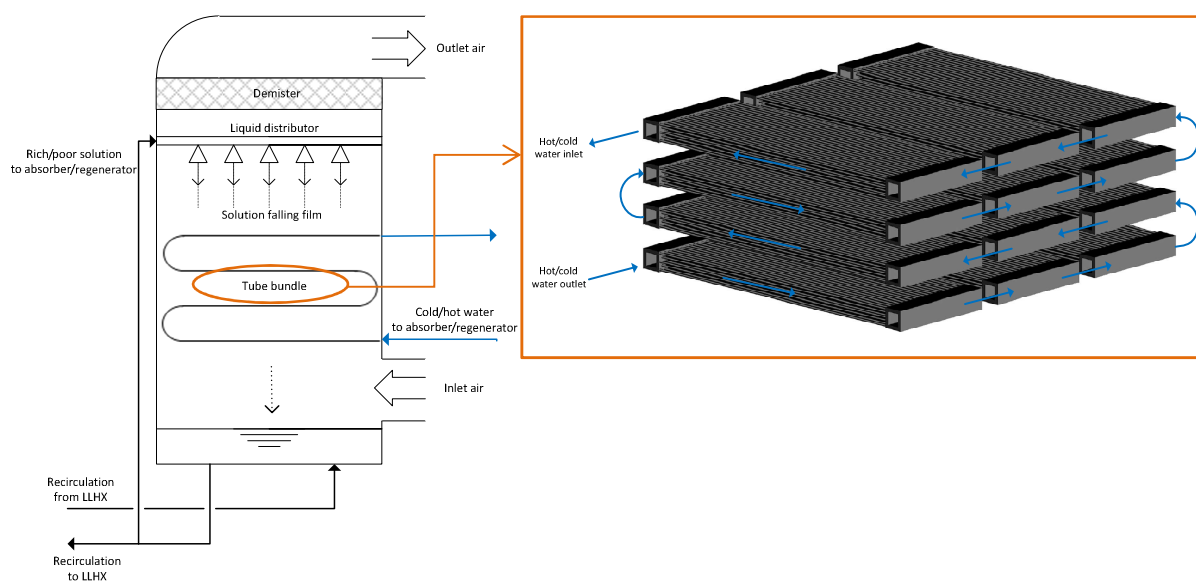 Outlet air
Demister
Liquid distributor
Rich/poor solution
to absorber/regenerator
Solution falling film
Tube bundle
Cold/hot water
to absorber/regenerator
Inlet air
Recirculation
from LLHX
Recirculation
to LLHX
Hot/cold
water inlet
Hot/cold
water outlet